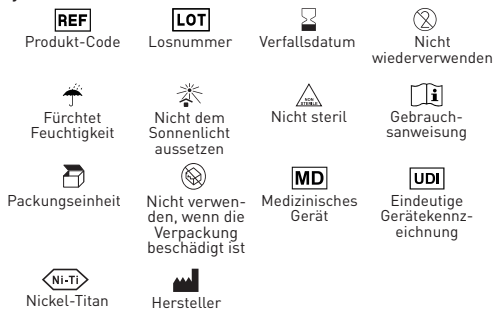 REF
LOT
Produkt-Code
Losnummer
Verfallsdatum
Nicht
wiederverwenden
NON
STERILE
i
Fürchtet
Feuchtigkeit
Nicht dem
Sonnenlicht
aussetzen
Nicht steril
Gebrauch-
sanweisung
MD
UDI
Packungseinheit
Nicht verwen-
den, wenn die
Verpackung
beschädigt ist
Medizinisches
Gerät
Eindeutige
Gerätekennz-
eichnung
Ni-Ti
Nickel-Titan
Hersteller